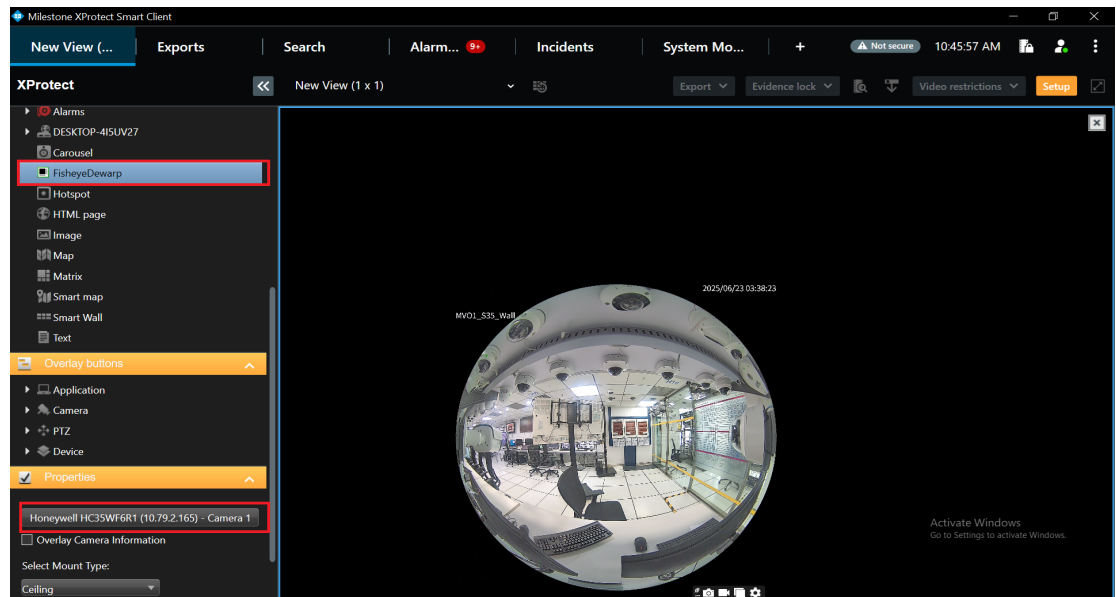 Milestone XProtect Smart Client
New View (... Exports Search Alarm... 9+ Incidents System Mo... + Not secure 10:45:57 AM
XProtect New View (1 x 1) Export Evidence lock Video restrictions Setup
Alarms
DESKTOP-4I5UV27
Carousel
FisheyeDewarp
Hotspot
HTML page
Image
Map
Matrix
Smart map
Smart Wall
Text
Overlay buttons
Application
Camera
PTZ
Device
Properties
Honeywell HC35WF6R1 (10.79.2.165) - Camera 1
Overlay Camera Information
Select Mount Type:
Ceiling
2025/06/23 03:38:23
MVO1_S35_Wall
Activate Windows
Go to Settings to activate Windows.